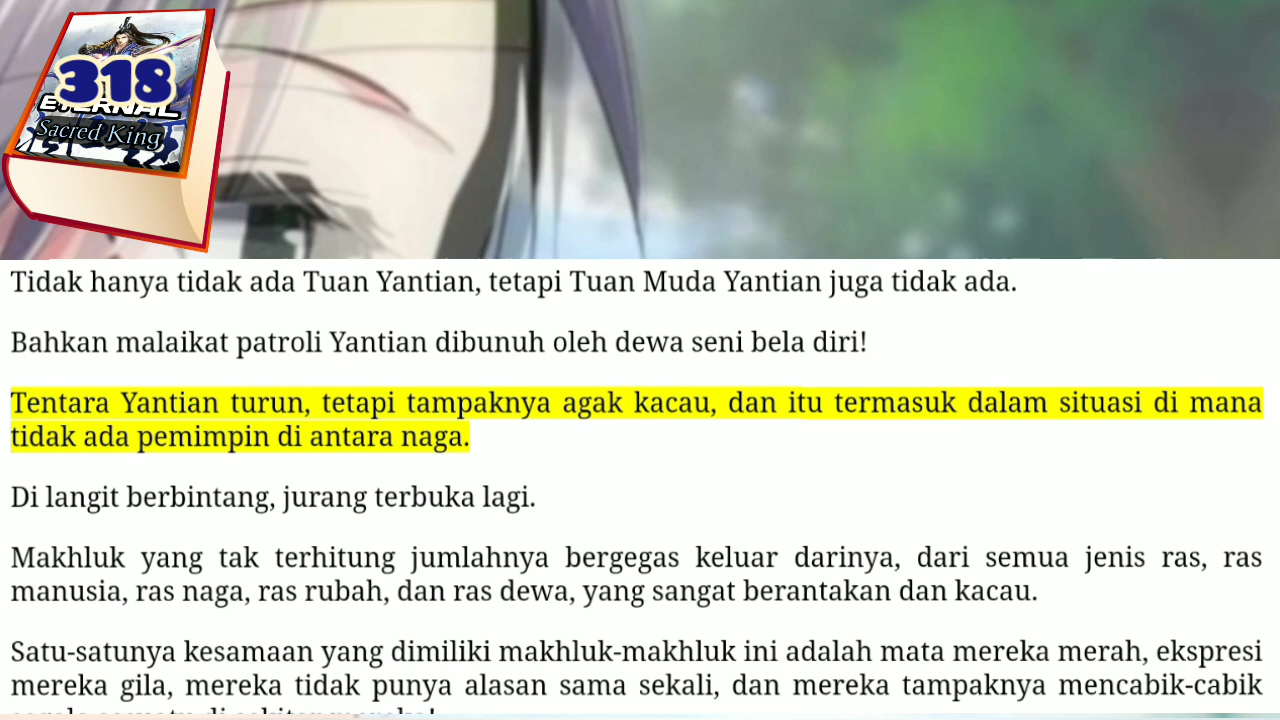 318
ETERNAL
Sacred King
Tidak hanya tidak ada Tuan Yantian, tetapi Tuan Muda Yantian juga tidak ada.
Bahkan malaikat patroli Yantian dibunuh oleh dewa seni bela diri!
Tentara Yantian turun, tetapi tampaknya agak kacau, dan itu termasuk dalam situasi di mana
tidak ada pemimpin di antara naga.
Di langit berbintang, jurang terbuka lagi.
Makhluk yang tak terhitung jumlahnya bergegas keluar darinya, dari semua jenis ras, ras
manusia, ras naga, ras rubah, dan ras dewa, yang sangat berantakan dan kacau.
Satu-satunya kesamaan yang dimiliki makhluk-makhluk ini adalah mata mereka merah, ekspresi
mereka gila, mereka tidak punya alasan sama sekali, dan mereka tampaknya mencabik-cabik